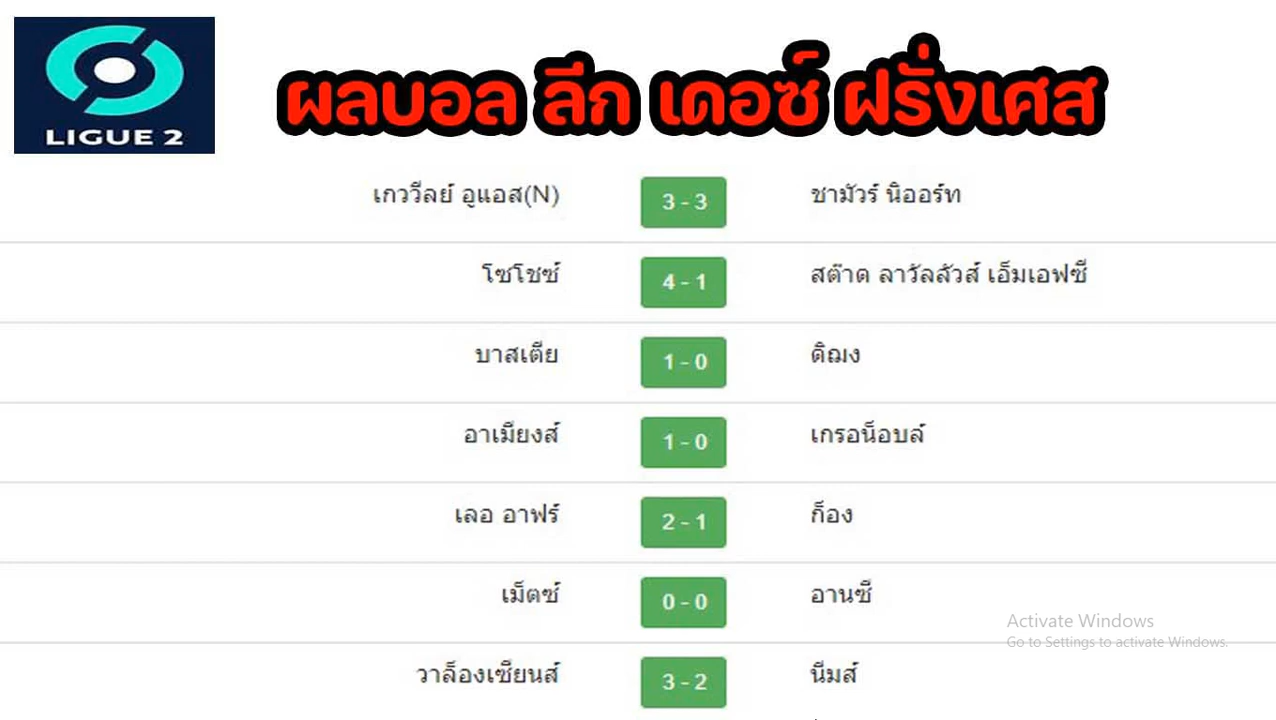 LIGUE 2
ผลบอล ลีก เดอซ์ ฝรั่งเศส
เกววีลย์ อูแอส(N) 3 - 3 ชามัวร์ นิออร์ท
โซโชซ์ 4 - 1 สต๊าด ลาวัลลัวส์ เอ็มเอฟซี
บาสเตีย 1 - 0 ดิฌง
อาเมียงส์ 1 - 0 เกรอน็อบล์
เลอ อาฟร์ 2 - 1 ก็อง
เม็ตซ์ 0 - 0 อานซี
Activate Windows
Go to Settings to activate Windows.
วาล็องเซียนส์ 3 - 2 นีมส์